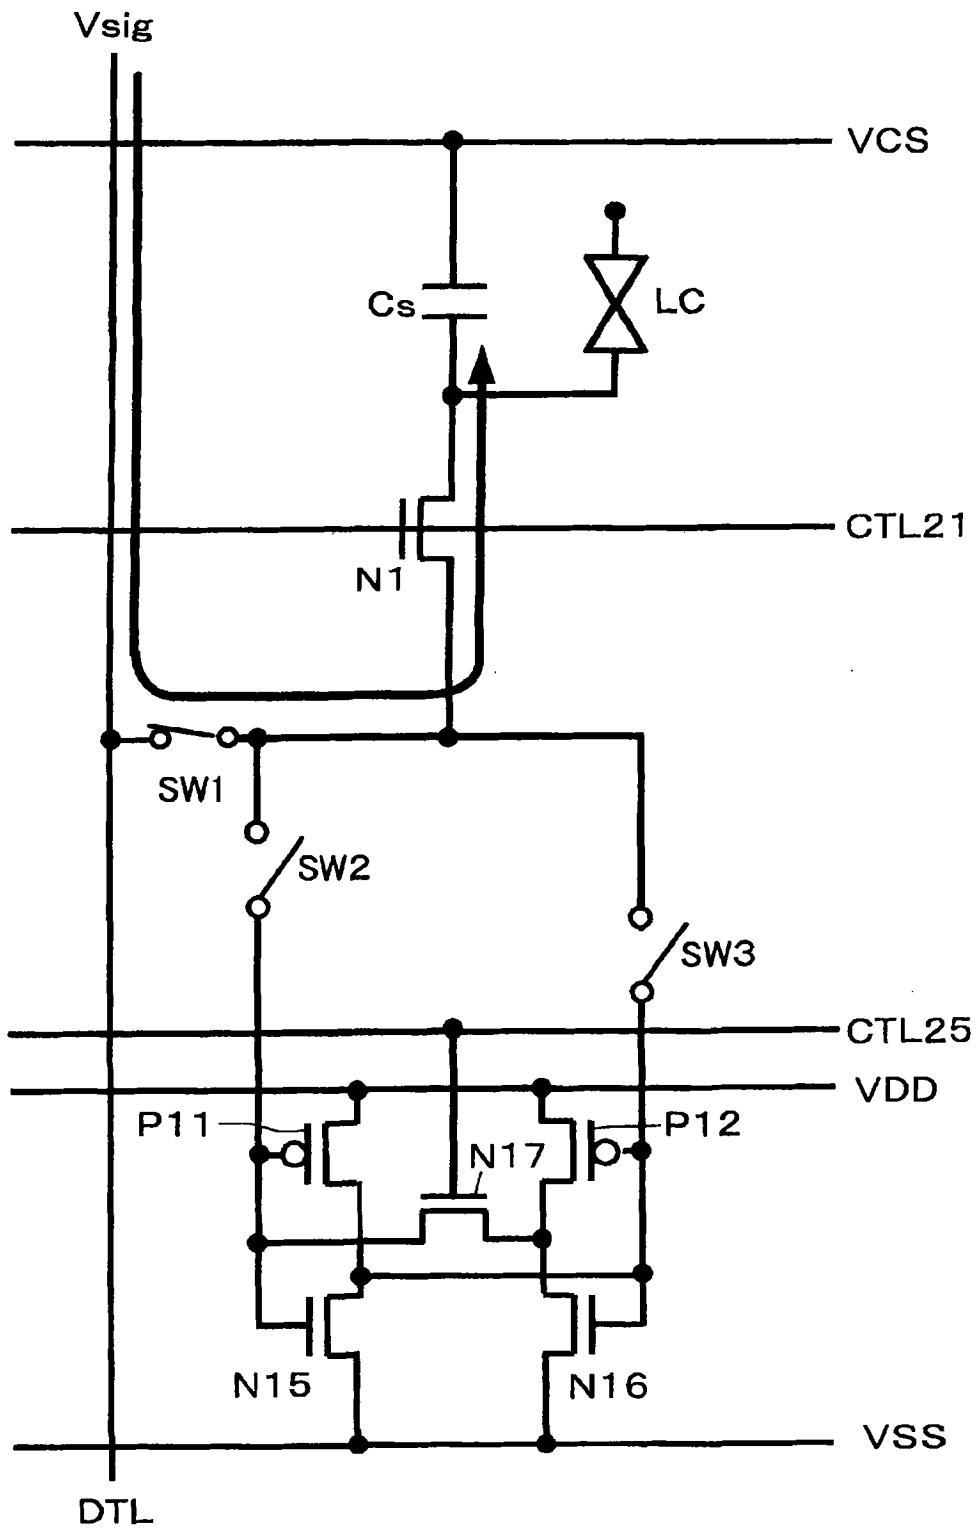 Vsig
VCS
Cs
LC
CTL21
N1
SW1
SW2
SW3
CTL25
VDD
P11
P12
N17
N15
N16
VSS
DTL